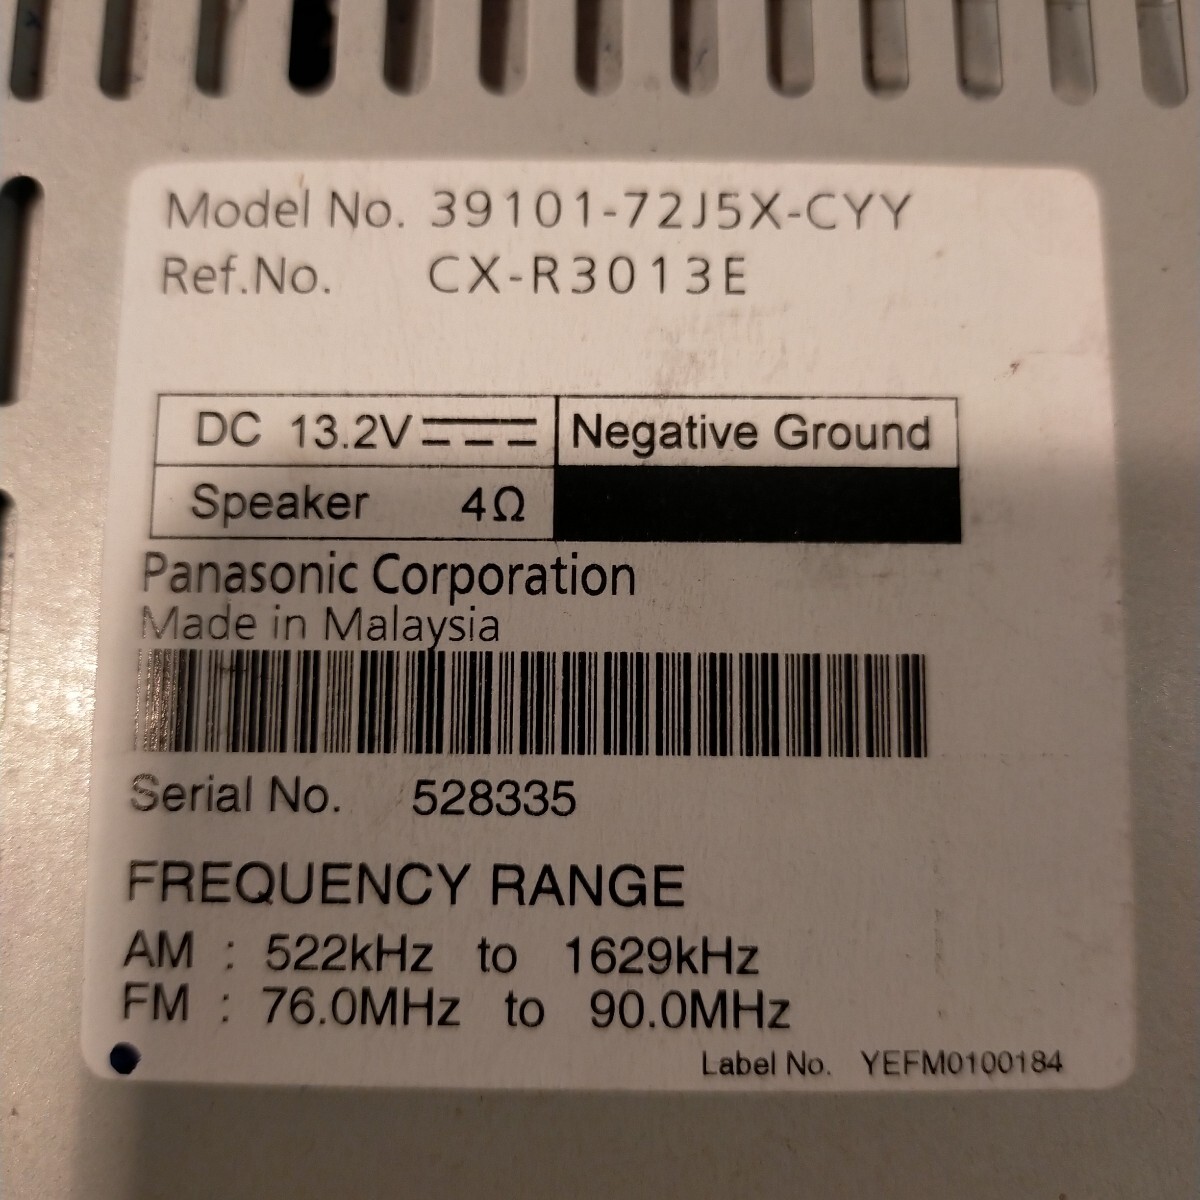 Model No. 39101-72J5X-CYY
Ref.No. CX-R3013E
DC 13.2V Negative Ground
Speaker 4Ω
Panasonic Corporation
Made in Malaysia
Serial No. 528335
FREQUENCY RANGE
AM : 522kHz to 1629kHz
FM : 76.0MHz to 90.0MHz
Label No. YEFM0100184